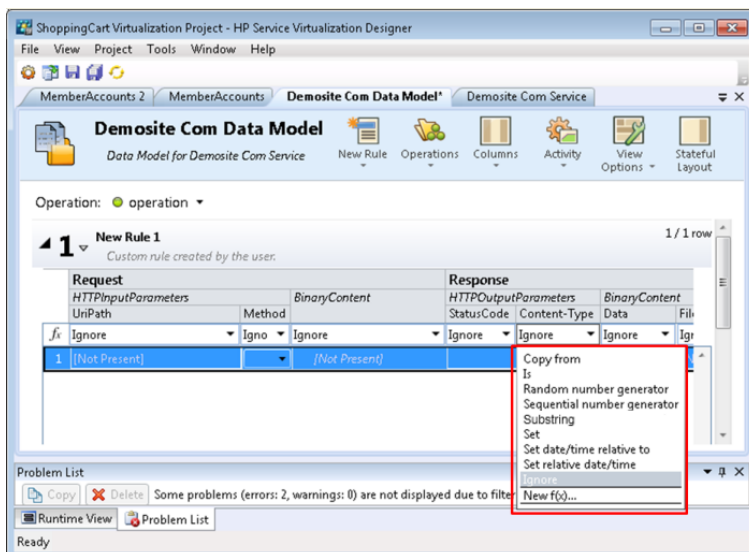 ShoppingCart Virtualization Project - HP Service Virtualization Designer
File View Project Tools Window Help
MemberAccounts 2 MemberAccounts Demosite Com Data Model* Demosite Com Service
Demosite Com Data Model
Data Model for Demosite Com Service
New Rule Operations Columns Activity View Options Stateful Layout
Operation: operation
1 New Rule 1 1 / 1 row
Custom rule created by the user.
Request Response
HTTPInputParameters BinaryContent HTTPOutputParameters BinaryContent
UriPath Method StatusCode Content-Type Data File
fx Ignore Igno Ignore Ignore Ignore Ignore Igr
1 [Not Present] [Not Present]
Copy from
Is
Random number generator
Sequential number generator
Substring
Set
Set date/time relative to
Set relative date/time
Ignore
New f(x)...
Problem List
Copy Delete Some problems (errors: 2, warnings: 0) are not displayed due to filte
Runtime View Problem List
Ready